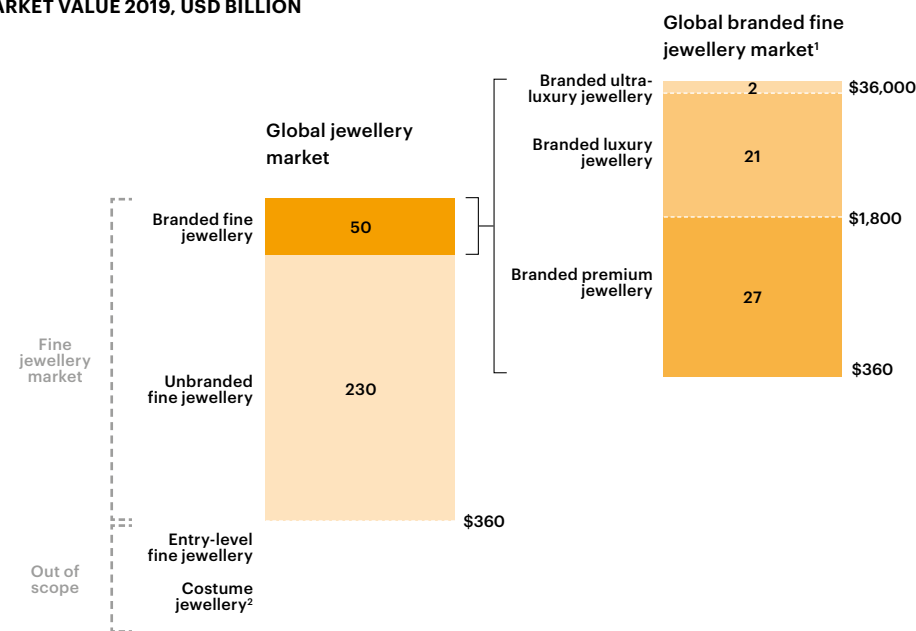 ARKET VALUE 2019, USD BILLION
Global branded fine
jewellery market¹
Global jewellery
market
Branded ultra-
luxury jewellery
2
$36,000
Branded luxury
jewellery
21
$1,800
Branded premium
jewellery
27
$360
Branded fine
jewellery
50
Fine
jewellery
market
Unbranded
fine jewellery
230
$360
Out of
scope
Entry-level
fine jewellery
Costume
jewellery²